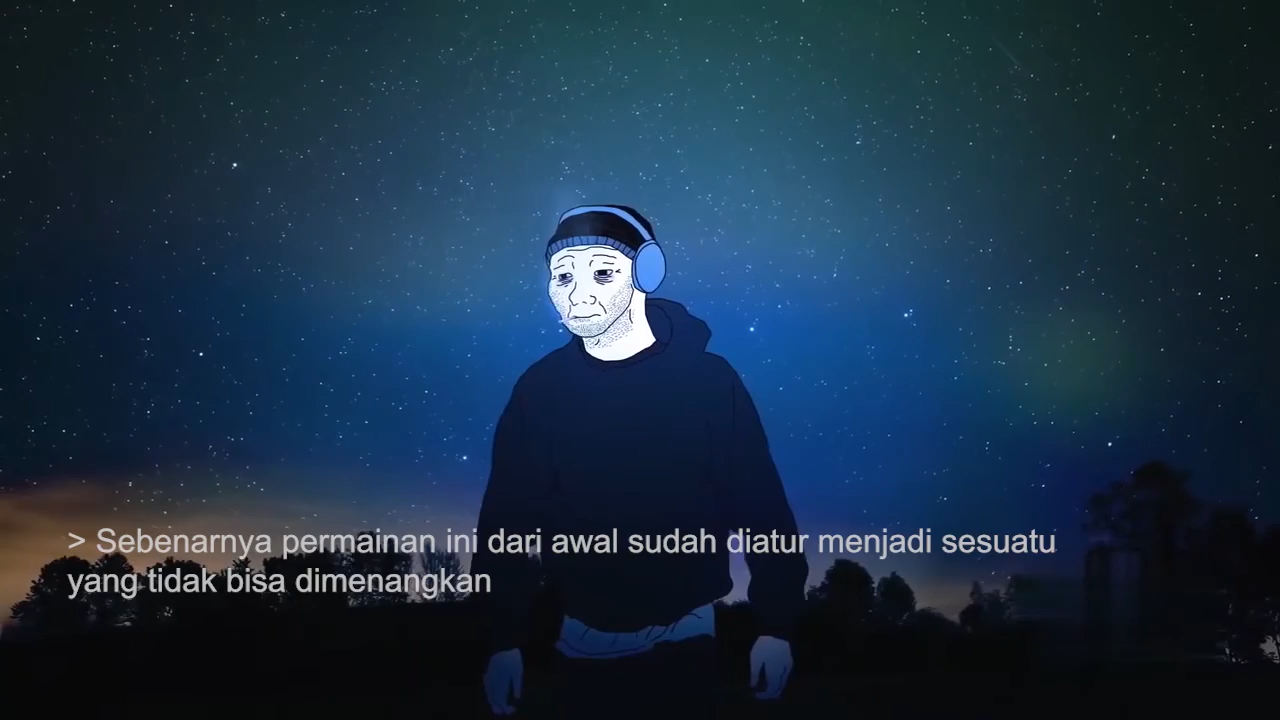 > Sebenarnya permainan ini dari awal sudah diatur menjadi sesuatu
yang tidak bisa dimenangkan